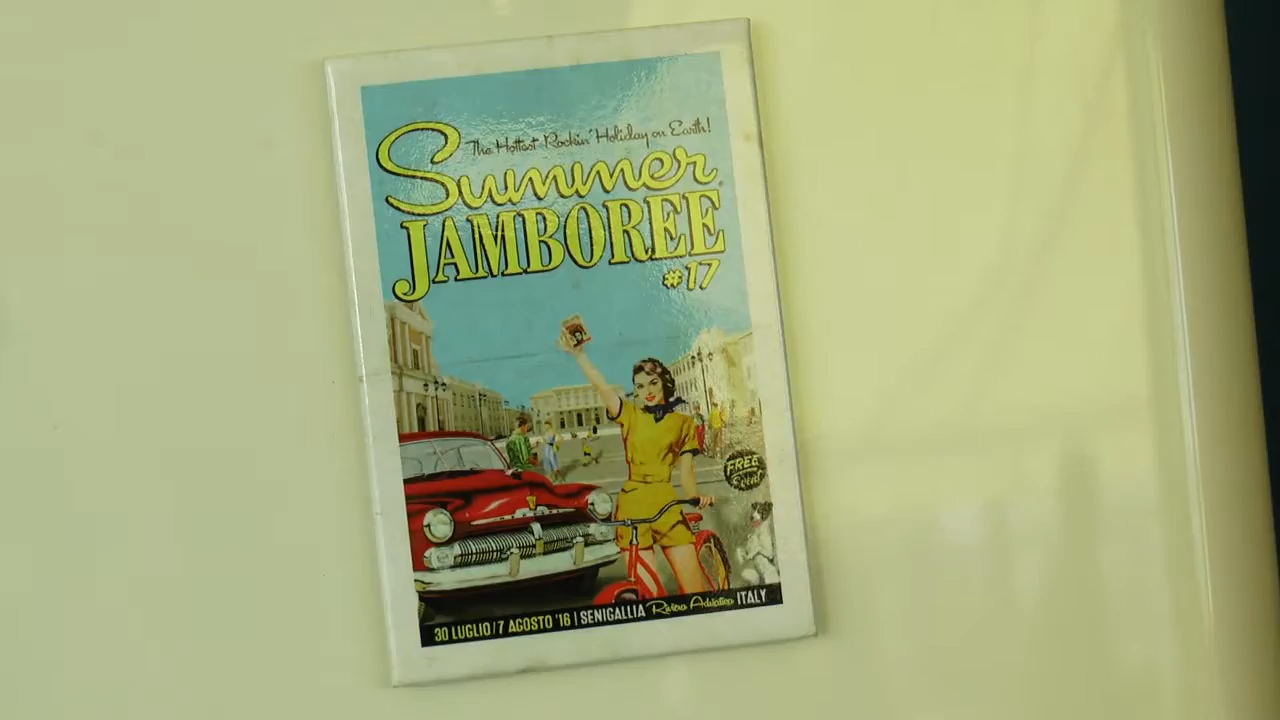 The Hottest Rockin' Holiday on Earth!
Summer
JAMBOREE
#17
FREE
Event
30 LUGLIO/7 AGOSTO '16 | SENIGALLIA Riviera Adriatica ITALY